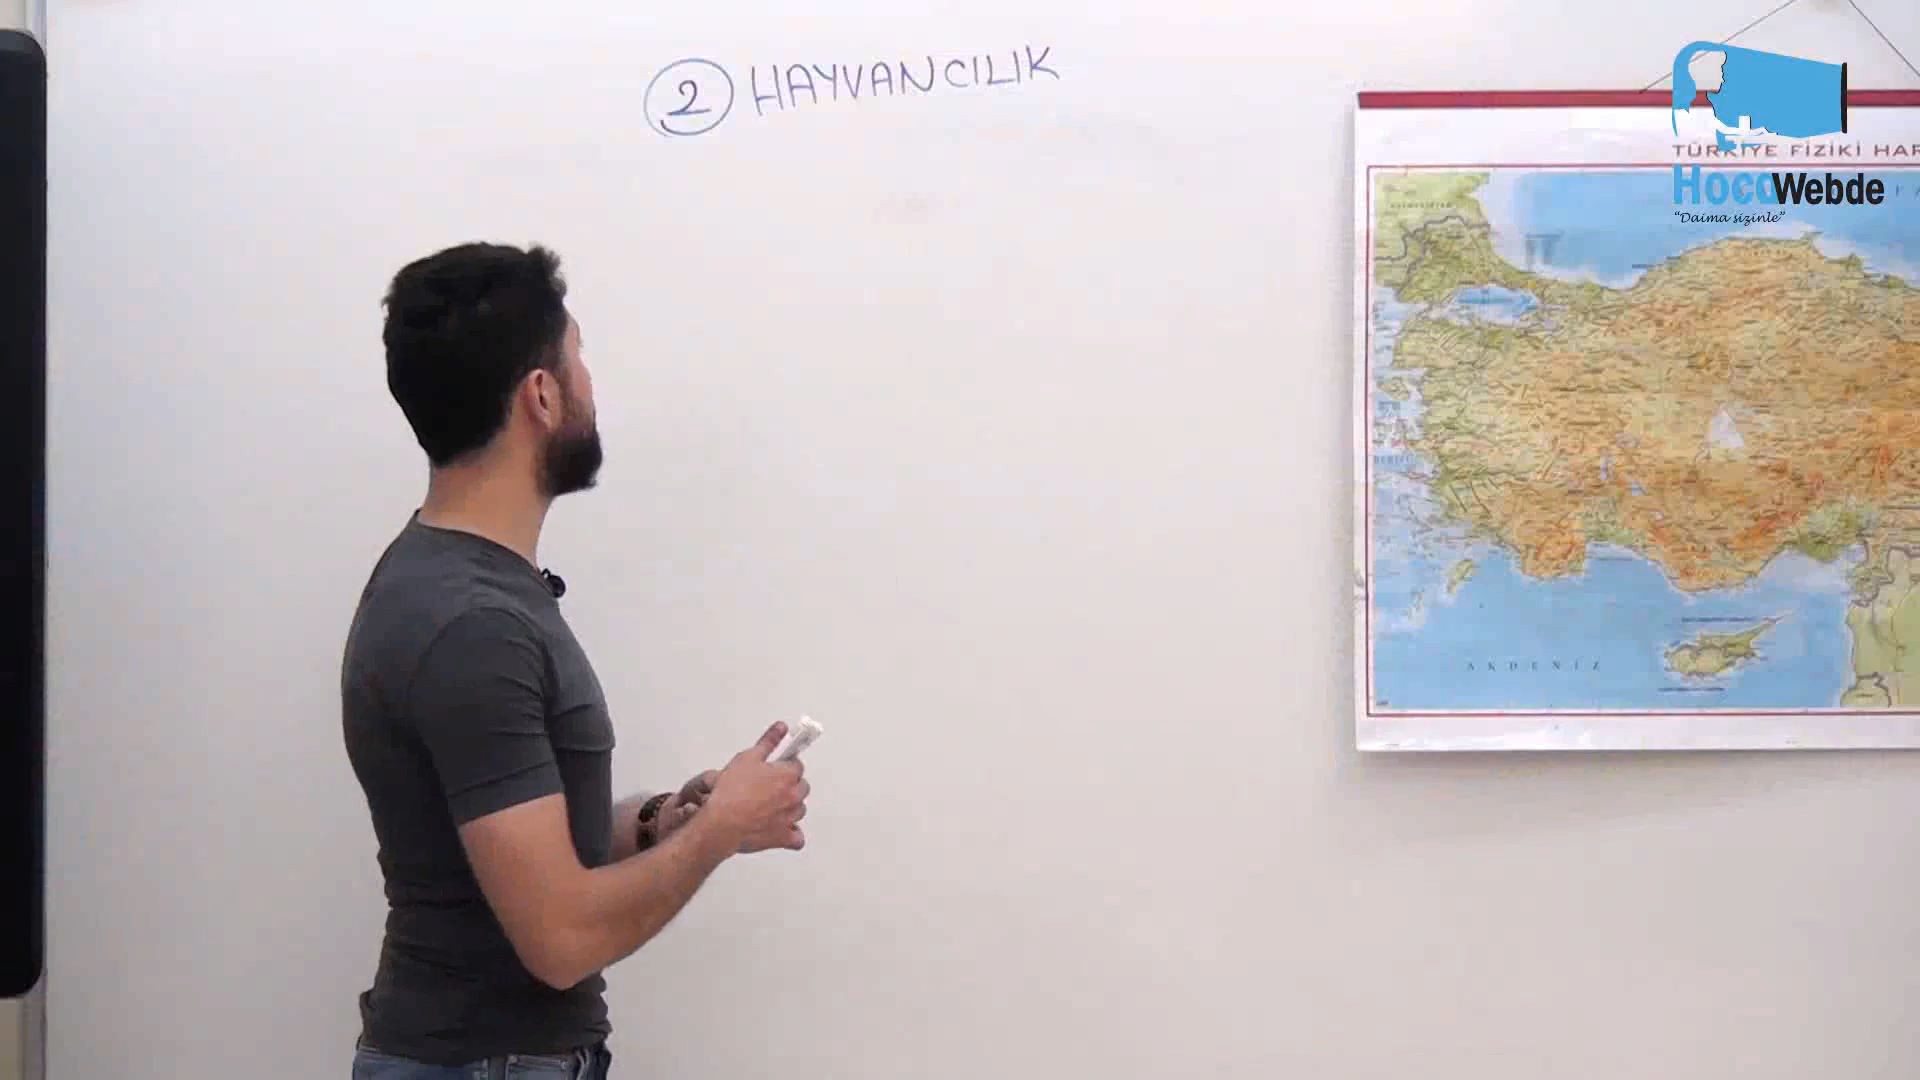 2 HAYVANCILIK
TÜRKİYE FİZİKİ HAR
HocaWebde
"Daima sizinle"
AKDENİZ